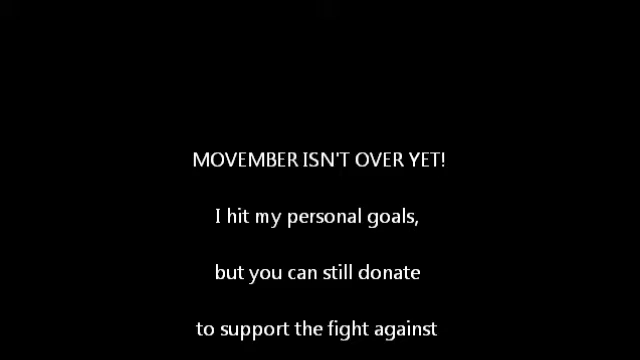 MOVEMBER ISN'T OVER YET!
I hit my personal goals,
but you can still donate
to support the fight against